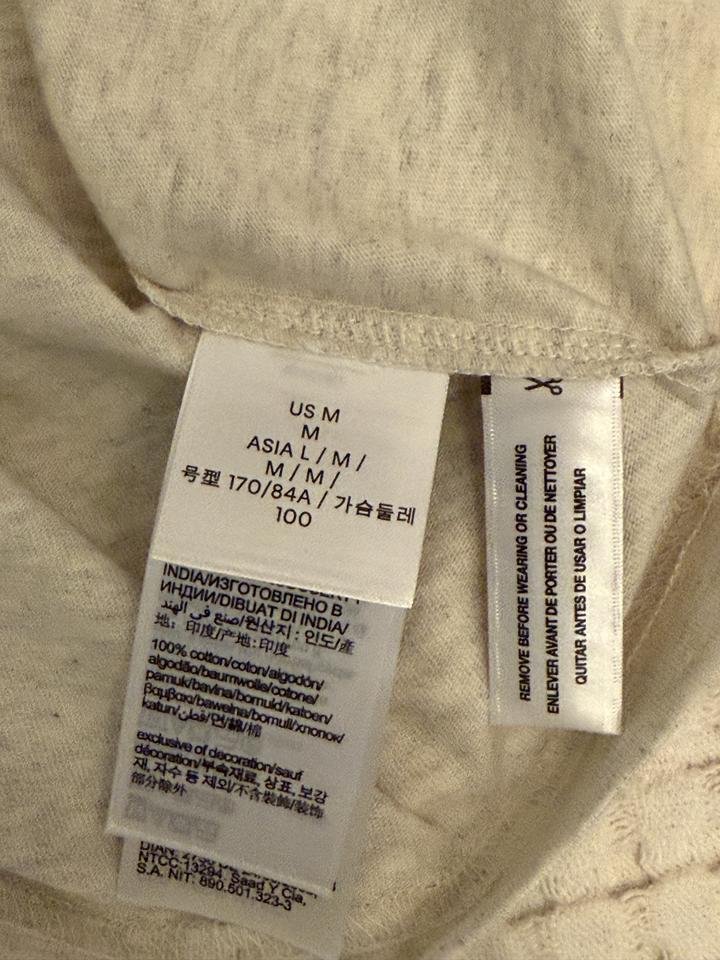 US M
M
ASIA L / M /
M / M /
号型 170/84A / 가슴둘레
100
INDIA/ИЗГОТОВЛЕНО В
ИНДИИ/DIBUAT DI INDIA/
صنع في الهند/원산지 : 인도/產
地: 印度/产地:印度
100% cotton/coton/algodón/
algodão/baumwolle/cotone/
pamuk/bavlna/bomuld/katoen/
βαμβακι/bawełna/bomull/хлопок/
katun/قطن/면/綿/棉
exclusive of decoration/sauf
décoration/부속재료, 상표, 보강
재, 자수 등 제외/不含裝飾/装饰
部分除外
NTCC:13294, Saad Y Cia,
S.A. NIT: 890.501.323-3
REMOVE BEFORE WEARING OR CLEANING
ENLEVER AVANT DE PORTER OU DE NETTOYER
QUITAR ANTES DE USAR O LIMPIAR